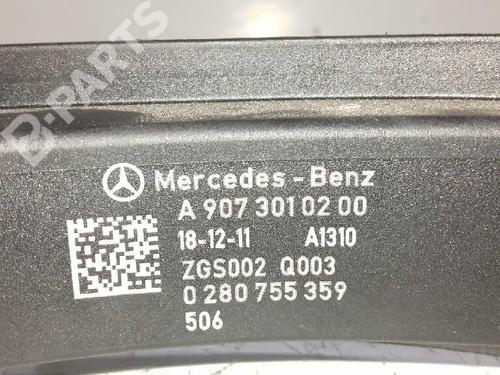 B-PARTS
Mercedes-Benz
A 907 301 02 00
18-12-11 A1310
ZGS002 Q003
0 280 755 359
506